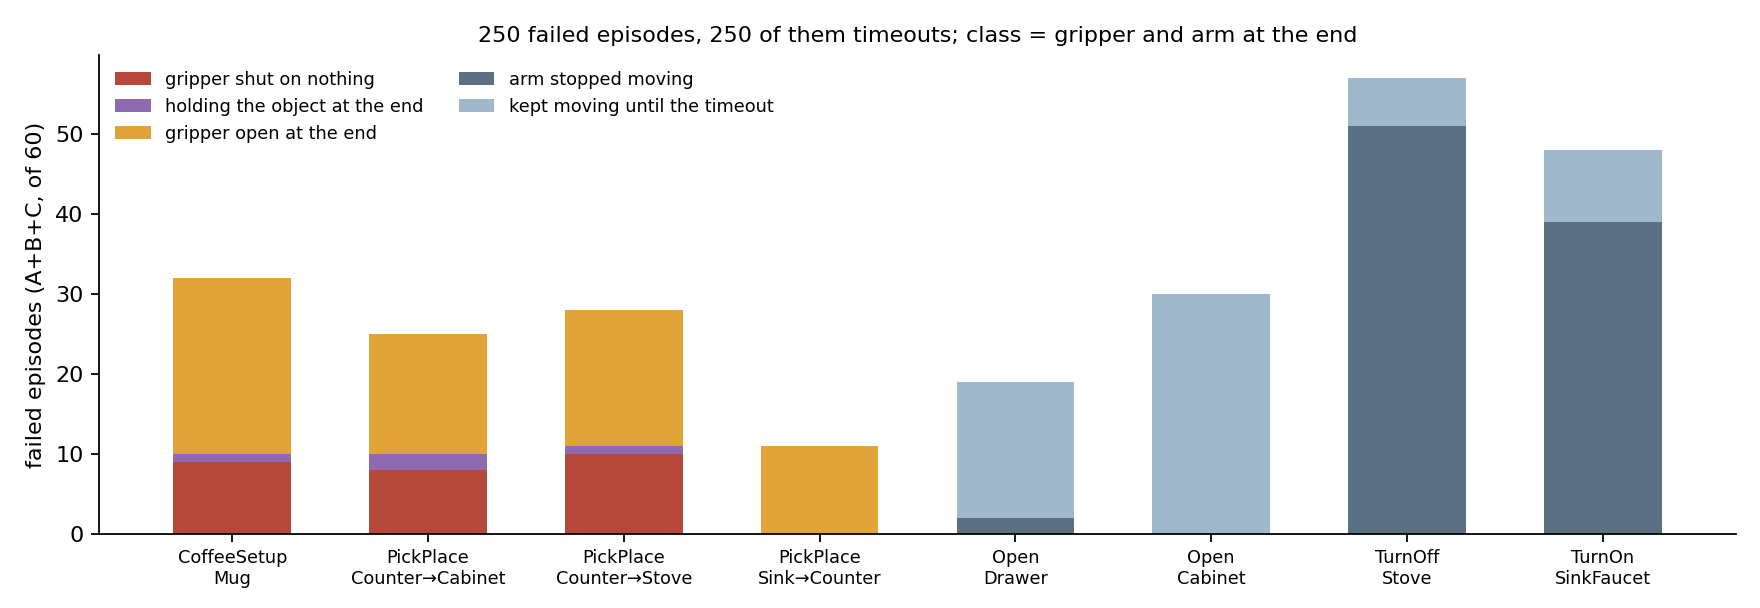 250 failed episodes, 250 of them timeouts; class = gripper and arm at the end
gripper shut on nothing
holding the object at the end
gripper open at the end
arm stopped moving
kept moving until the timeout
failed episodes (A+B+C, of 60)
50
40
30
20
10
0
CoffeeSetup
Mug
PickPlace
Counter→Cabinet
PickPlace
Counter→Stove
PickPlace
Sink→Counter
Open
Drawer
Open
Cabinet
TurnOff
Stove
TurnOn
SinkFaucet